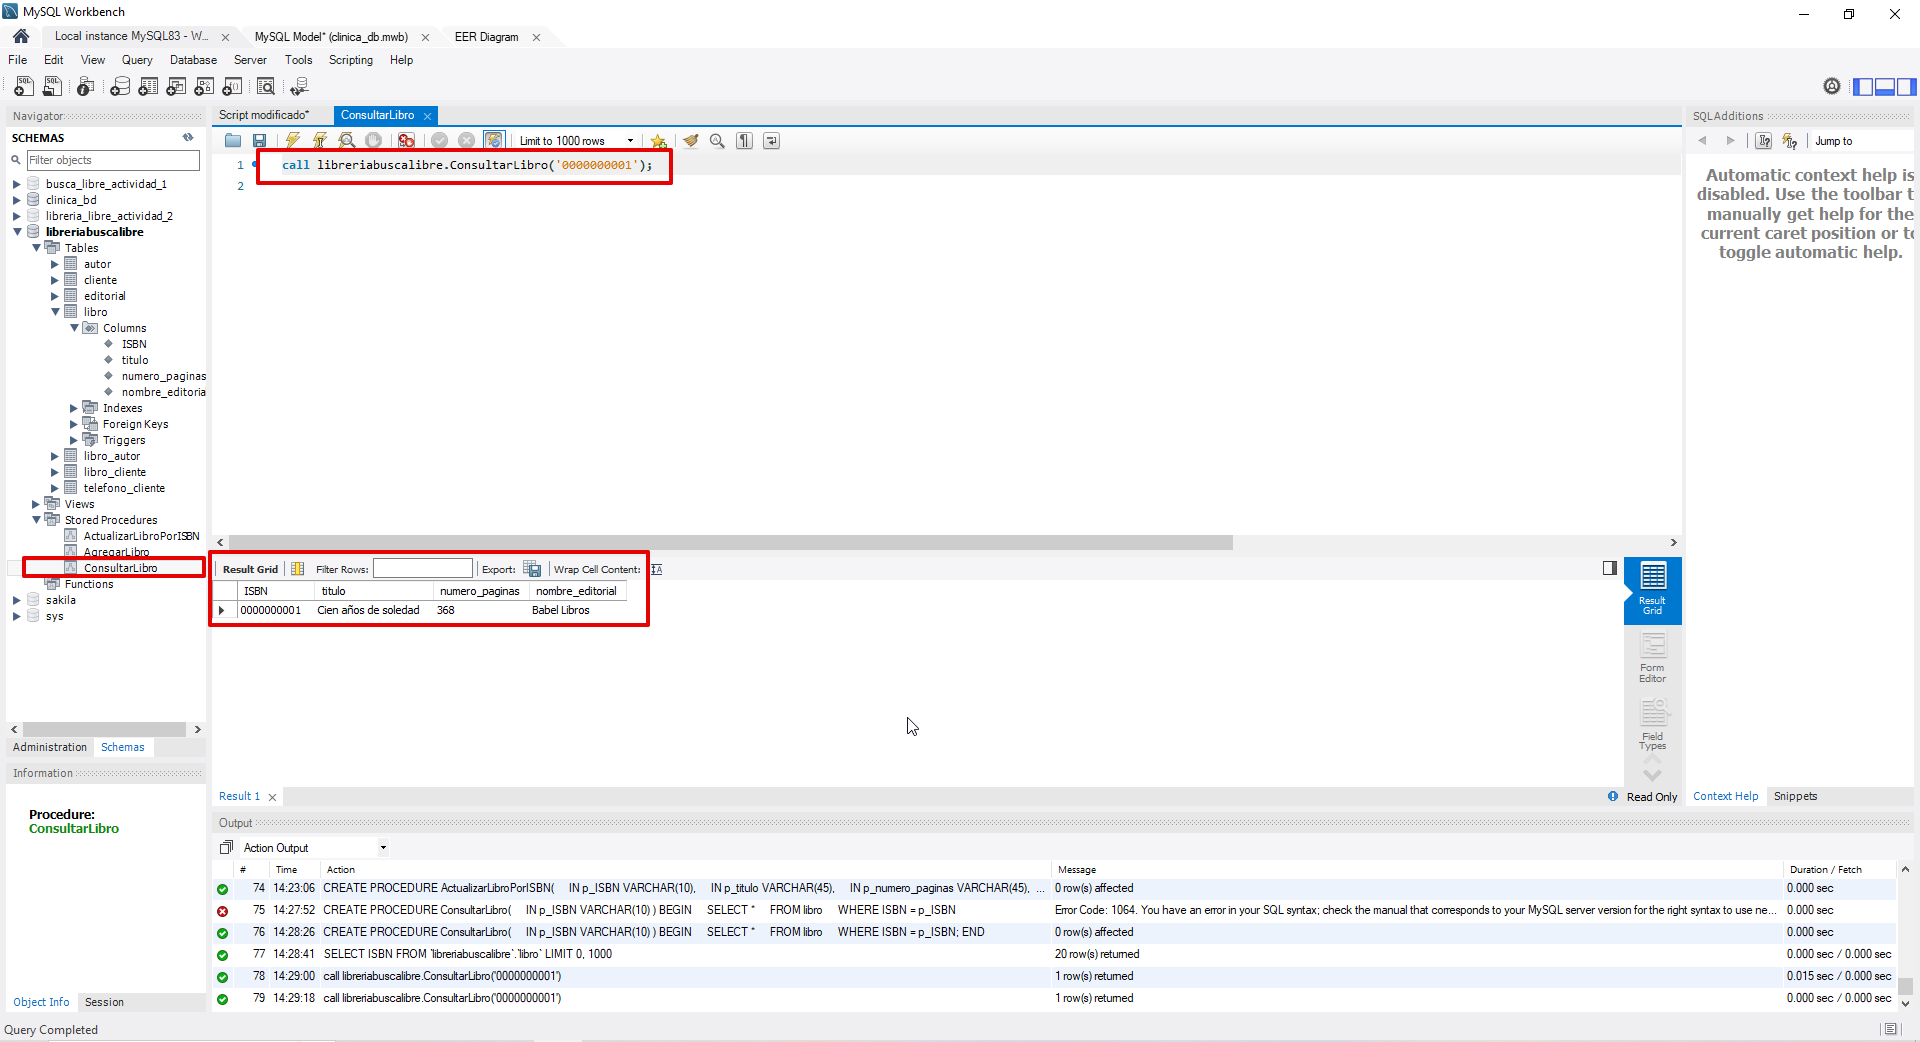 MySQL Workbench
Local instance MySQL83 - W...
MySQL Model* (clinica_db.mwb)
EER Diagram
File Edit View Query Database Server Tools Scripting Help
Navigator
SCHEMAS
Filter objects
busca_libre_actividad_1
clinica_bd
libreria_libre_actividad_2
libreriabuscalibre
Tables
autor
cliente
editorial
libro
Columns
ISBN
titulo
numero_paginas
nombre_editoria
Indexes
Foreign Keys
Triggers
libro_autor
libro_cliente
telefono_cliente
Views
Stored Procedures
ActualizarLibroPorISBN
AgregarLibro
ConsultarLibro
Functions
sakila
sys
Administration Schemas
Information
Procedure:
ConsultarLibro
Object Info Session
Query Completed
Script modificado*
ConsultarLibro
Limit to 1000 rows
1 call libreriabuscalibre.ConsultarLibro('0000000001');
2
Result Grid Filter Rows: Export: Wrap Cell Content:
ISBN titulo numero_paginas nombre_editorial
0000000001 Cien años de soledad 368 Babel Libros
Result
Grid
Form
Editor
Field
Types
Result 1
Read Only
SQLAdditions
Jump to
Automatic context help is
disabled. Use the toolbar t
manually get help for the
current caret position or to
toggle automatic help.
Context Help Snippets
Output
Action Output
# Time Action Message Duration / Fetch
74 14:23:06 CREATE PROCEDURE ActualizarLibroPorISBN( IN p_ISBN VARCHAR(10), IN p_titulo VARCHAR(45), IN p_numero_paginas VARCHAR(45), ... 0 row(s) affected 0.000 sec
75 14:27:52 CREATE PROCEDURE ConsultarLibro( IN p_ISBN VARCHAR(10) ) BEGIN SELECT * FROM libro WHERE ISBN = p_ISBN Error Code: 1064. You have an error in your SQL syntax; check the manual that corresponds to your MySQL server version for the right syntax to use ne... 0.000 sec
76 14:28:26 CREATE PROCEDURE ConsultarLibro( IN p_ISBN VARCHAR(10) ) BEGIN SELECT * FROM libro WHERE ISBN = p_ISBN; END 0 row(s) affected 0.000 sec
77 14:28:41 SELECT ISBN FROM `libreriabuscalibre`.`libro` LIMIT 0, 1000 20 row(s) returned 0.000 sec / 0.000 sec
78 14:29:00 call libreriabuscalibre.ConsultarLibro('0000000001') 1 row(s) returned 0.015 sec / 0.000 sec
79 14:29:18 call libreriabuscalibre.ConsultarLibro('0000000001') 1 row(s) returned 0.000 sec / 0.000 sec